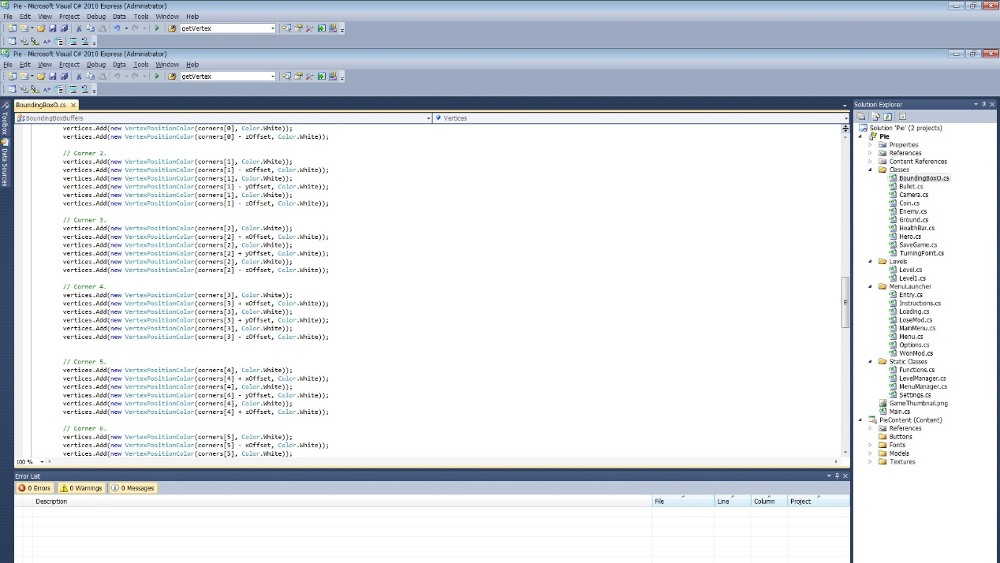 Pie - Microsoft Visual C# 2010 Express (Administrator)
File Edit View Project Debug Data Tools Window Help
getVertex
Pie - Microsoft Visual C# 2010 Express (Administrator)
File Edit View Project Debug Data Tools Window Help
getVertex
Toolbox
Data Sources
BoundingBoxO.cs
BoundingBoxBuffers
Vertices
vertices.Add(new VertexPositionColor(corners[0], Color.White));
vertices.Add(new VertexPositionColor(corners[0] - zOffset, Color.White));
// Corner 2.
vertices.Add(new VertexPositionColor(corners[1], Color.White));
vertices.Add(new VertexPositionColor(corners[1] - xOffset, Color.White));
vertices.Add(new VertexPositionColor(corners[1], Color.White));
vertices.Add(new VertexPositionColor(corners[1] - yOffset, Color.White));
vertices.Add(new VertexPositionColor(corners[1], Color.White));
vertices.Add(new VertexPositionColor(corners[1] - zOffset, Color.White));
// Corner 3.
vertices.Add(new VertexPositionColor(corners[2], Color.White));
vertices.Add(new VertexPositionColor(corners[2] - xOffset, Color.White));
vertices.Add(new VertexPositionColor(corners[2], Color.White));
vertices.Add(new VertexPositionColor(corners[2] + yOffset, Color.White));
vertices.Add(new VertexPositionColor(corners[2], Color.White));
vertices.Add(new VertexPositionColor(corners[2] - zOffset, Color.White));
// Corner 4.
vertices.Add(new VertexPositionColor(corners[3], Color.White));
vertices.Add(new VertexPositionColor(corners[3] + xOffset, Color.White));
vertices.Add(new VertexPositionColor(corners[3], Color.White));
vertices.Add(new VertexPositionColor(corners[3] + yOffset, Color.White));
vertices.Add(new VertexPositionColor(corners[3], Color.White));
vertices.Add(new VertexPositionColor(corners[3] - zOffset, Color.White));
// Corner 5.
vertices.Add(new VertexPositionColor(corners[4], Color.White));
vertices.Add(new VertexPositionColor(corners[4] + xOffset, Color.White));
vertices.Add(new VertexPositionColor(corners[4], Color.White));
vertices.Add(new VertexPositionColor(corners[4] - yOffset, Color.White));
vertices.Add(new VertexPositionColor(corners[4], Color.White));
vertices.Add(new VertexPositionColor(corners[4] + zOffset, Color.White));
// Corner 6.
vertices.Add(new VertexPositionColor(corners[5], Color.White));
vertices.Add(new VertexPositionColor(corners[5] - xOffset, Color.White));
vertices.Add(new VertexPositionColor(corners[5], Color.White));
100 %
Error List
0 Errors 0 Warnings 0 Messages
Description File Line Column Project
Solution Explorer
Solution 'Pie' (2 projects)
Pie
Properties
References
Content References
Classes
BoundingBoxO.cs
Bullet.cs
Camera.cs
Coin.cs
Enemy.cs
Ground.cs
HealthBar.cs
Hero.cs
SaveGame.cs
TurningPoint.cs
Levels
Level.cs
Level1.cs
MenuLauncher
Entry.cs
Instructions.cs
Loading.cs
LoseMod.cs
MainMenu.cs
Menu.cs
Options.cs
WonMod.cs
Static Classes
Functions.cs
LevelManager.cs
MenuManager.cs
Settings.cs
GameThumbnail.png
Main.cs
PieContent (Content)
References
Buttons
Fonts
Models
Textures